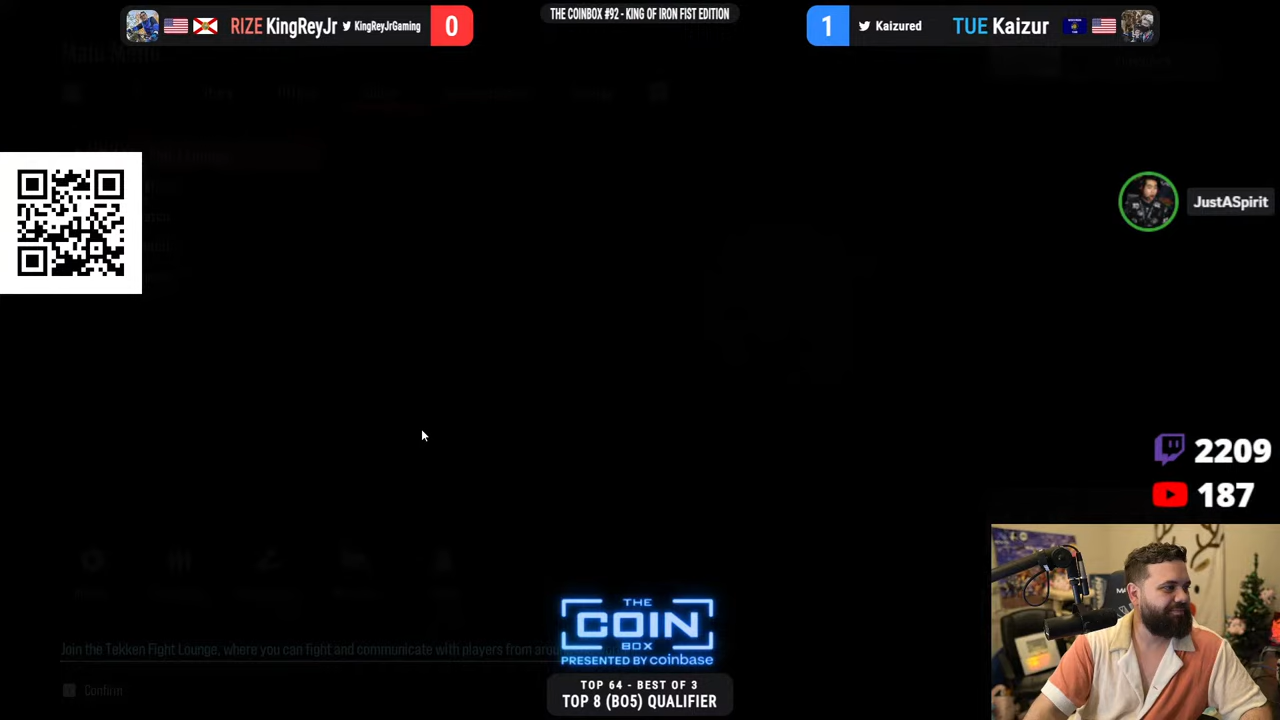 RIZE KingReyJr KingReyJrGaming 0
THE COINBOX #92 - KING OF IRON FIST EDITION
1 Kaizured TUE Kaizur
Main Menu
JustASpirit
2209
187
THE
COIN
BOX
PRESENTED BY coinbase
Join the Tekken Fight Lounge, where you can fight and communicate with players from
Confirm
TOP 64 - BEST OF 3
TOP 8 (BO5) QUALIFIER